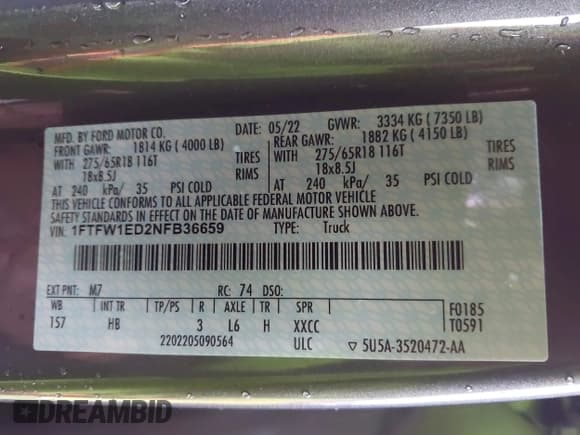 MFD. BY FORD MOTOR CO.
DATE: 05/22 GVWR: 3334 KG ( 7350 LB)
FRONT GAWR: 1814 KG ( 4000 LB)
REAR GAWR: 1882 KG ( 4150 LB)
WITH 275/65R18 116T TIRES
WITH 275/65R18 116T TIRES
18x8.5J RIMS
18x8.5J RIMS
AT 240 kPa/ 35 PSI COLD
AT 240 kPa/ 35 PSI COLD
THIS VEHICLE CONFORMS TO ALL APPLICABLE FEDERAL MOTOR VEHICLE
SAFETY STANDARDS IN EFFECT ON THE DATE OF MANUFACTURE SHOWN ABOVE.
VIN: 1FTFW1ED2NFB36659 TYPE: Truck
EXT PNT: M7 RC: 74 DSO:
WB INT TR TP/PS R AXLE TR SPR
F0185
157 HB 3 L6 H XXCC
T0591
2202205090564 ULC ▽ 5U5A-3520472-AA
DREAMBID